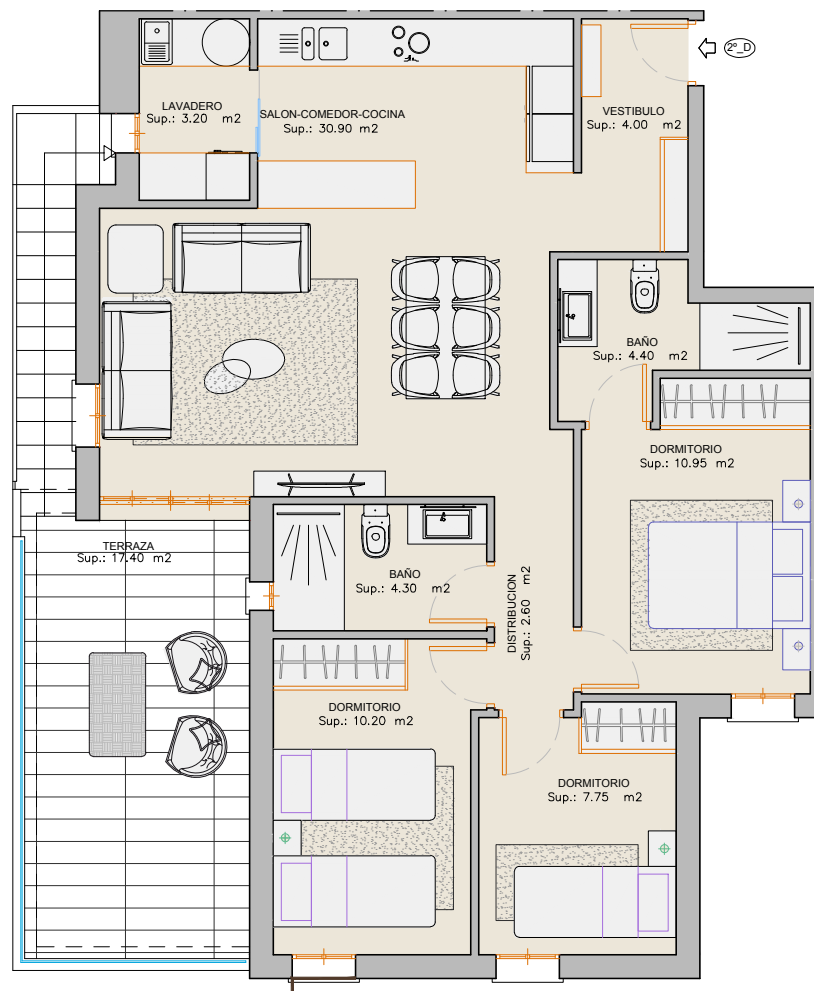 2º_D
LAVADERO
Sup.: 3.20 m2
SALON-COMEDOR-COCINA
Sup.: 30.90 m2
VESTIBULO
Sup.: 4.00 m2
BAÑO
Sup.: 4.40 m2
DORMITORIO
Sup.: 10.95 m2
TERRAZA
Sup.: 17.40 m2
BAÑO
Sup.: 4.30 m2
DISTRIBUCION
Sup.: 2.60 m2
DORMITORIO
Sup.: 10.20 m2
DORMITORIO
Sup.: 7.75 m2